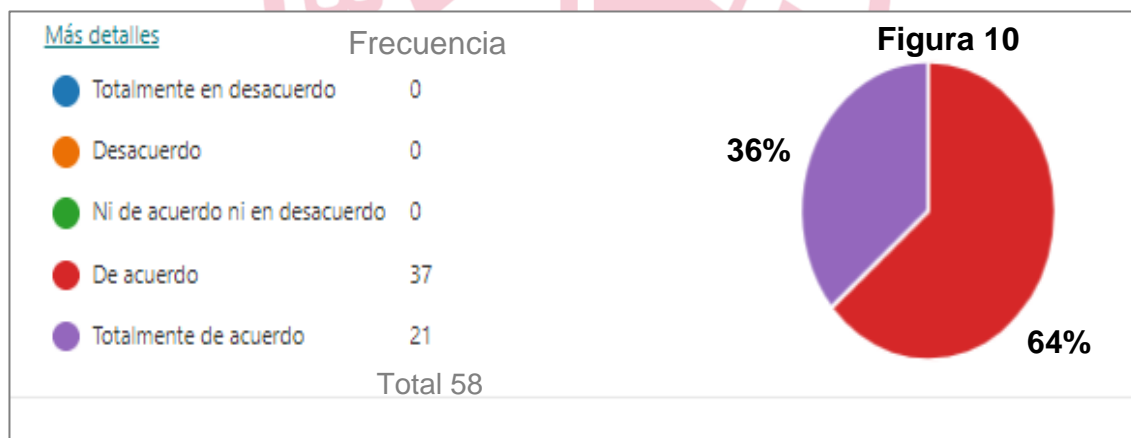 Más detalles
Frecuencia
Figura 10
Totalmente en desacuerdo 0
Desacuerdo 0
36%
Ni de acuerdo ni en desacuerdo 0
De acuerdo 37
Totalmente de acuerdo 21
64%
Total 58